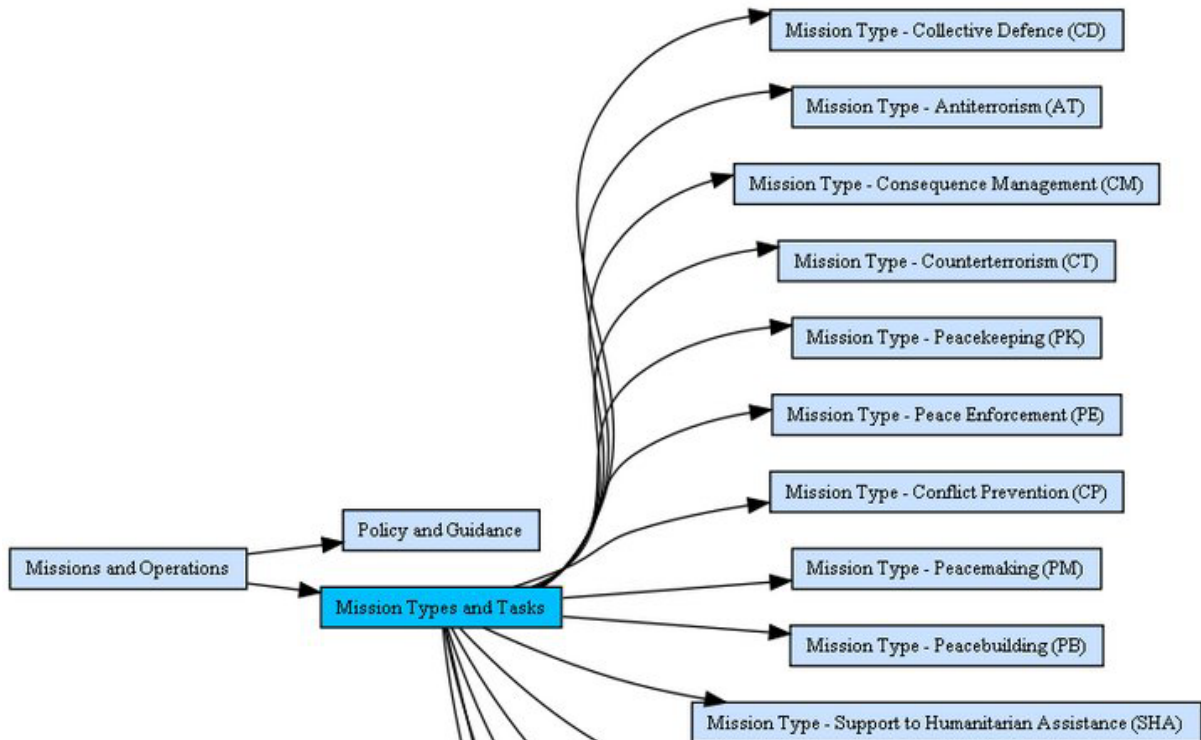 Mission Type - Collective Defence (CD)
Mission Type - Antiterrorism (AT)
Mission Type - Consequence Management (CM)
Mission Type - Counterterrorism (CT)
Mission Type - Peacekeeping (PK)
Mission Type - Peace Enforcement (PE)
Mission Type - Conflict Prevention (CP)
Policy and Guidance
Missions and Operations
Mission Types and Tasks
Mission Type - Peacemaking (PM)
Mission Type - Peacebuilding (PB)
Mission Type - Support to Humanitarian Assistance (SHA)